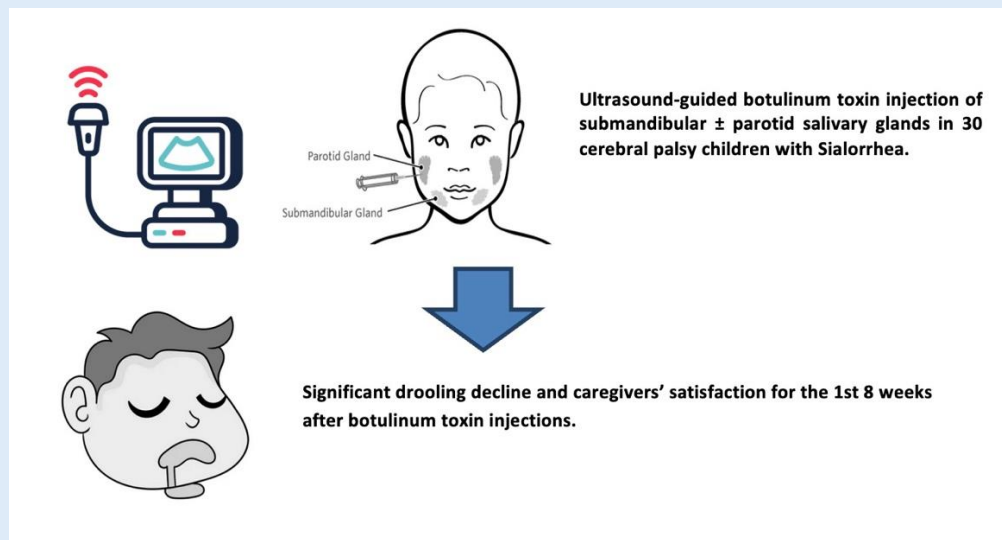 Ultrasound-guided botulinum toxin injection of
submandibular ± parotid salivary glands in 30
cerebral palsy children with Sialorrhea.
Parotid Gland
Submandibular Gland
Significant drooling decline and caregivers’ satisfaction for the 1st 8 weeks
after botulinum toxin injections.